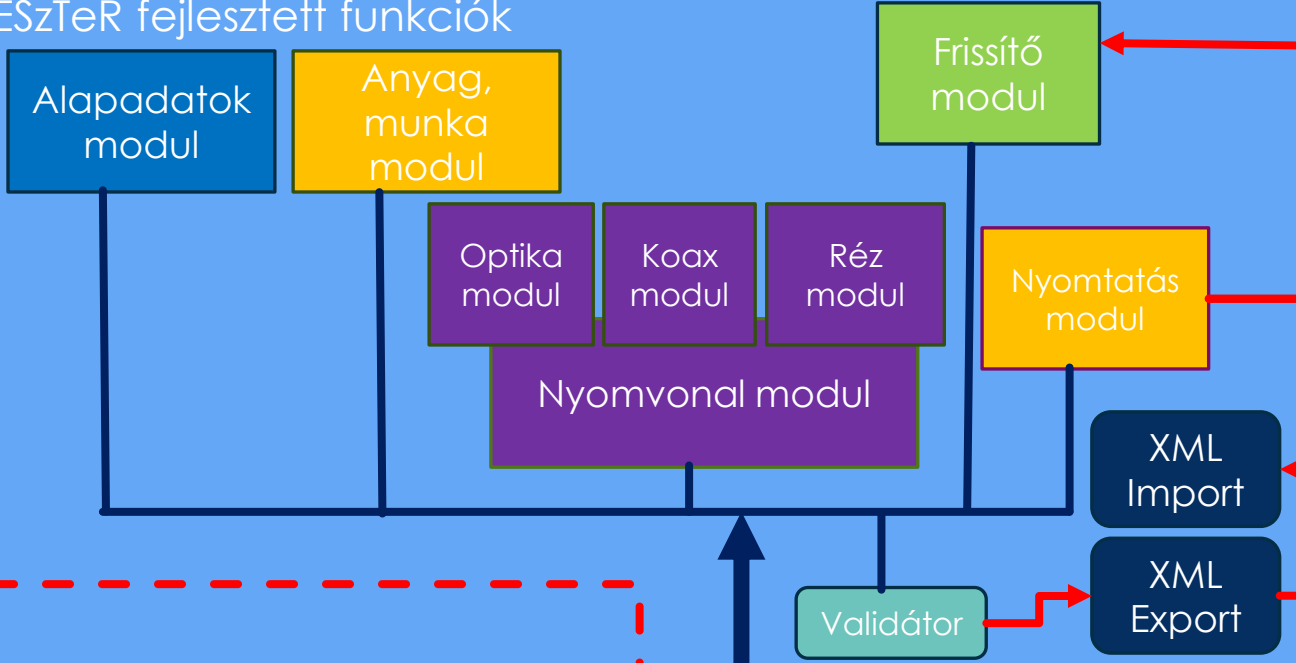 ESzTeR fejlesztett funkciók
Alapadatok
modul
Anyag,
munka
modul
Frissítő
modul
Optika
modul
Koax
modul
Réz
modul
Nyomtatás
modul
Nyomvonal modul
XML
Import
XML
Export
Validátor